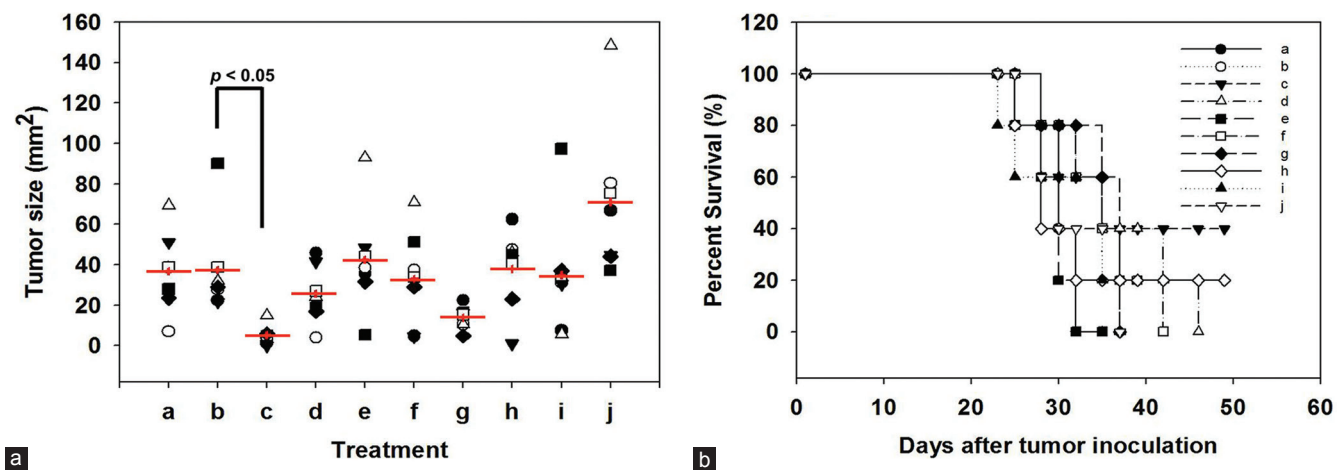 160
140
120
100
80
60
40
20
0
Tumor size (mm²)
p < 0.05
a b c d e f g h i j
Treatment
a
120
100
80
60
40
20
0
Percent Survival (%)
a
b
c
d
e
f
g
h
i
j
0 10 20 30 40 50 60
Days after tumor inoculation
b